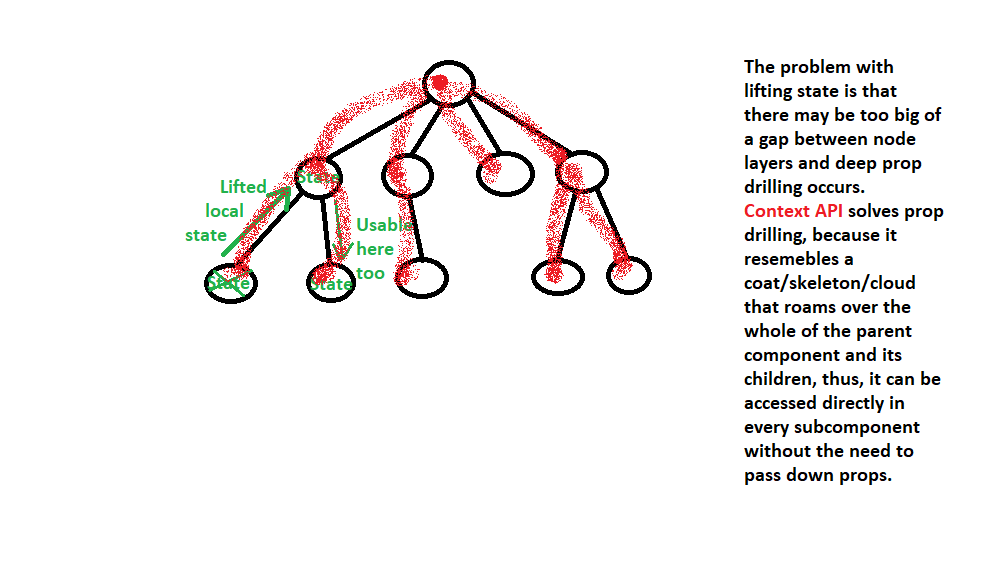 The problem with
lifting state is that
there may be too big of
a gap between node
layers and deep prop
drilling occurs.
Context API solves prop
drilling, because it
resemebles a
coat/skeleton/cloud
that roams over the
whole of the parent
component and its
children, thus, it can be
accessed directly in
every subcomponent
without the need to
pass down props.
State
Lifted
local
state
Usable
here
too
State
State